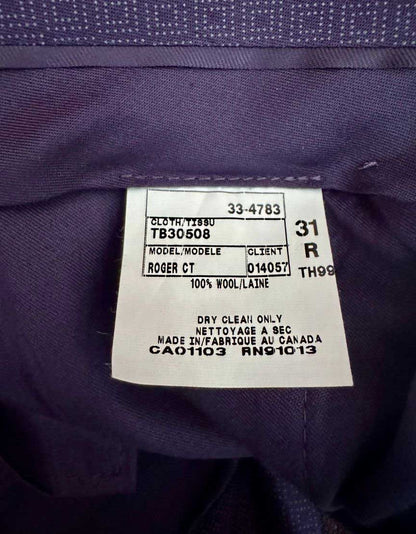 33-4783
CLOTH/TISSU
TB30508
MODEL/MODELE CLIENT
ROGER CT 014057
31
R
TH99
100% WOOL/LAINE
DRY CLEAN ONLY
NETTOYAGE A SEC
MADE IN/FABRIQUE AU CANADA
CA01103 RN91013